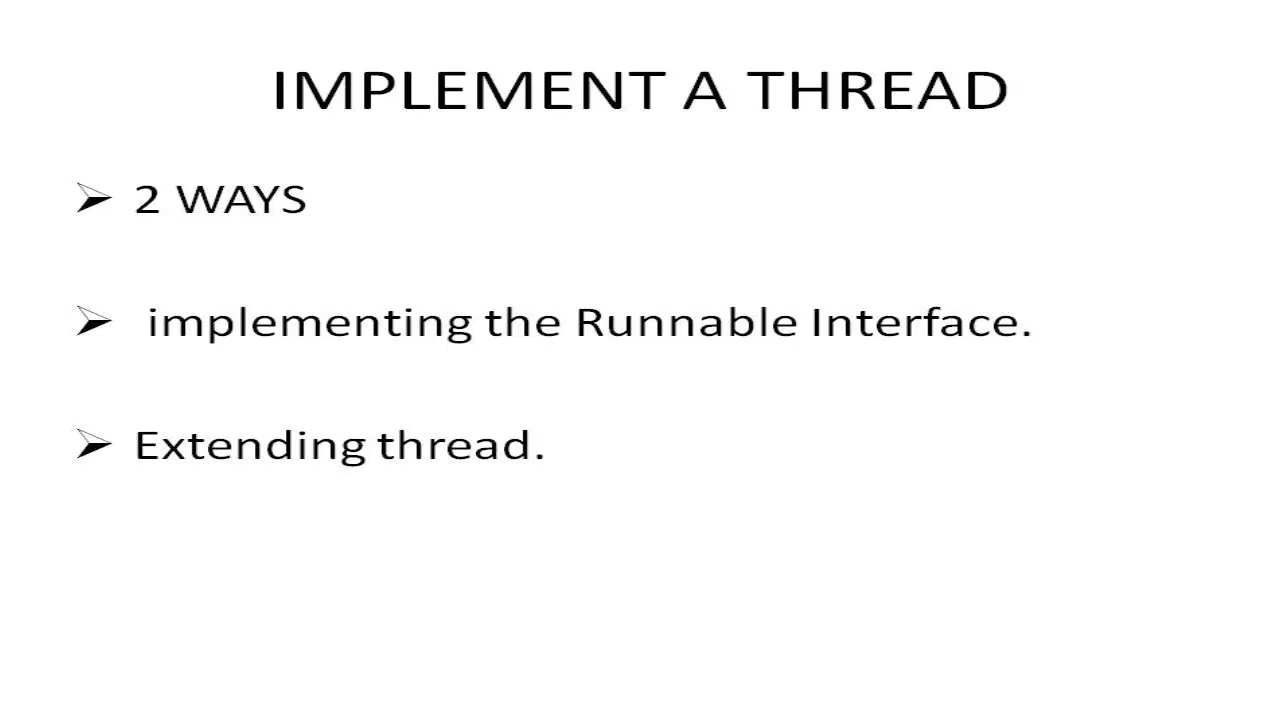 IMPLEMENT A THREAD
➢ 2 WAYS
➢ implementing the Runnable Interface.
➢ Extending thread.